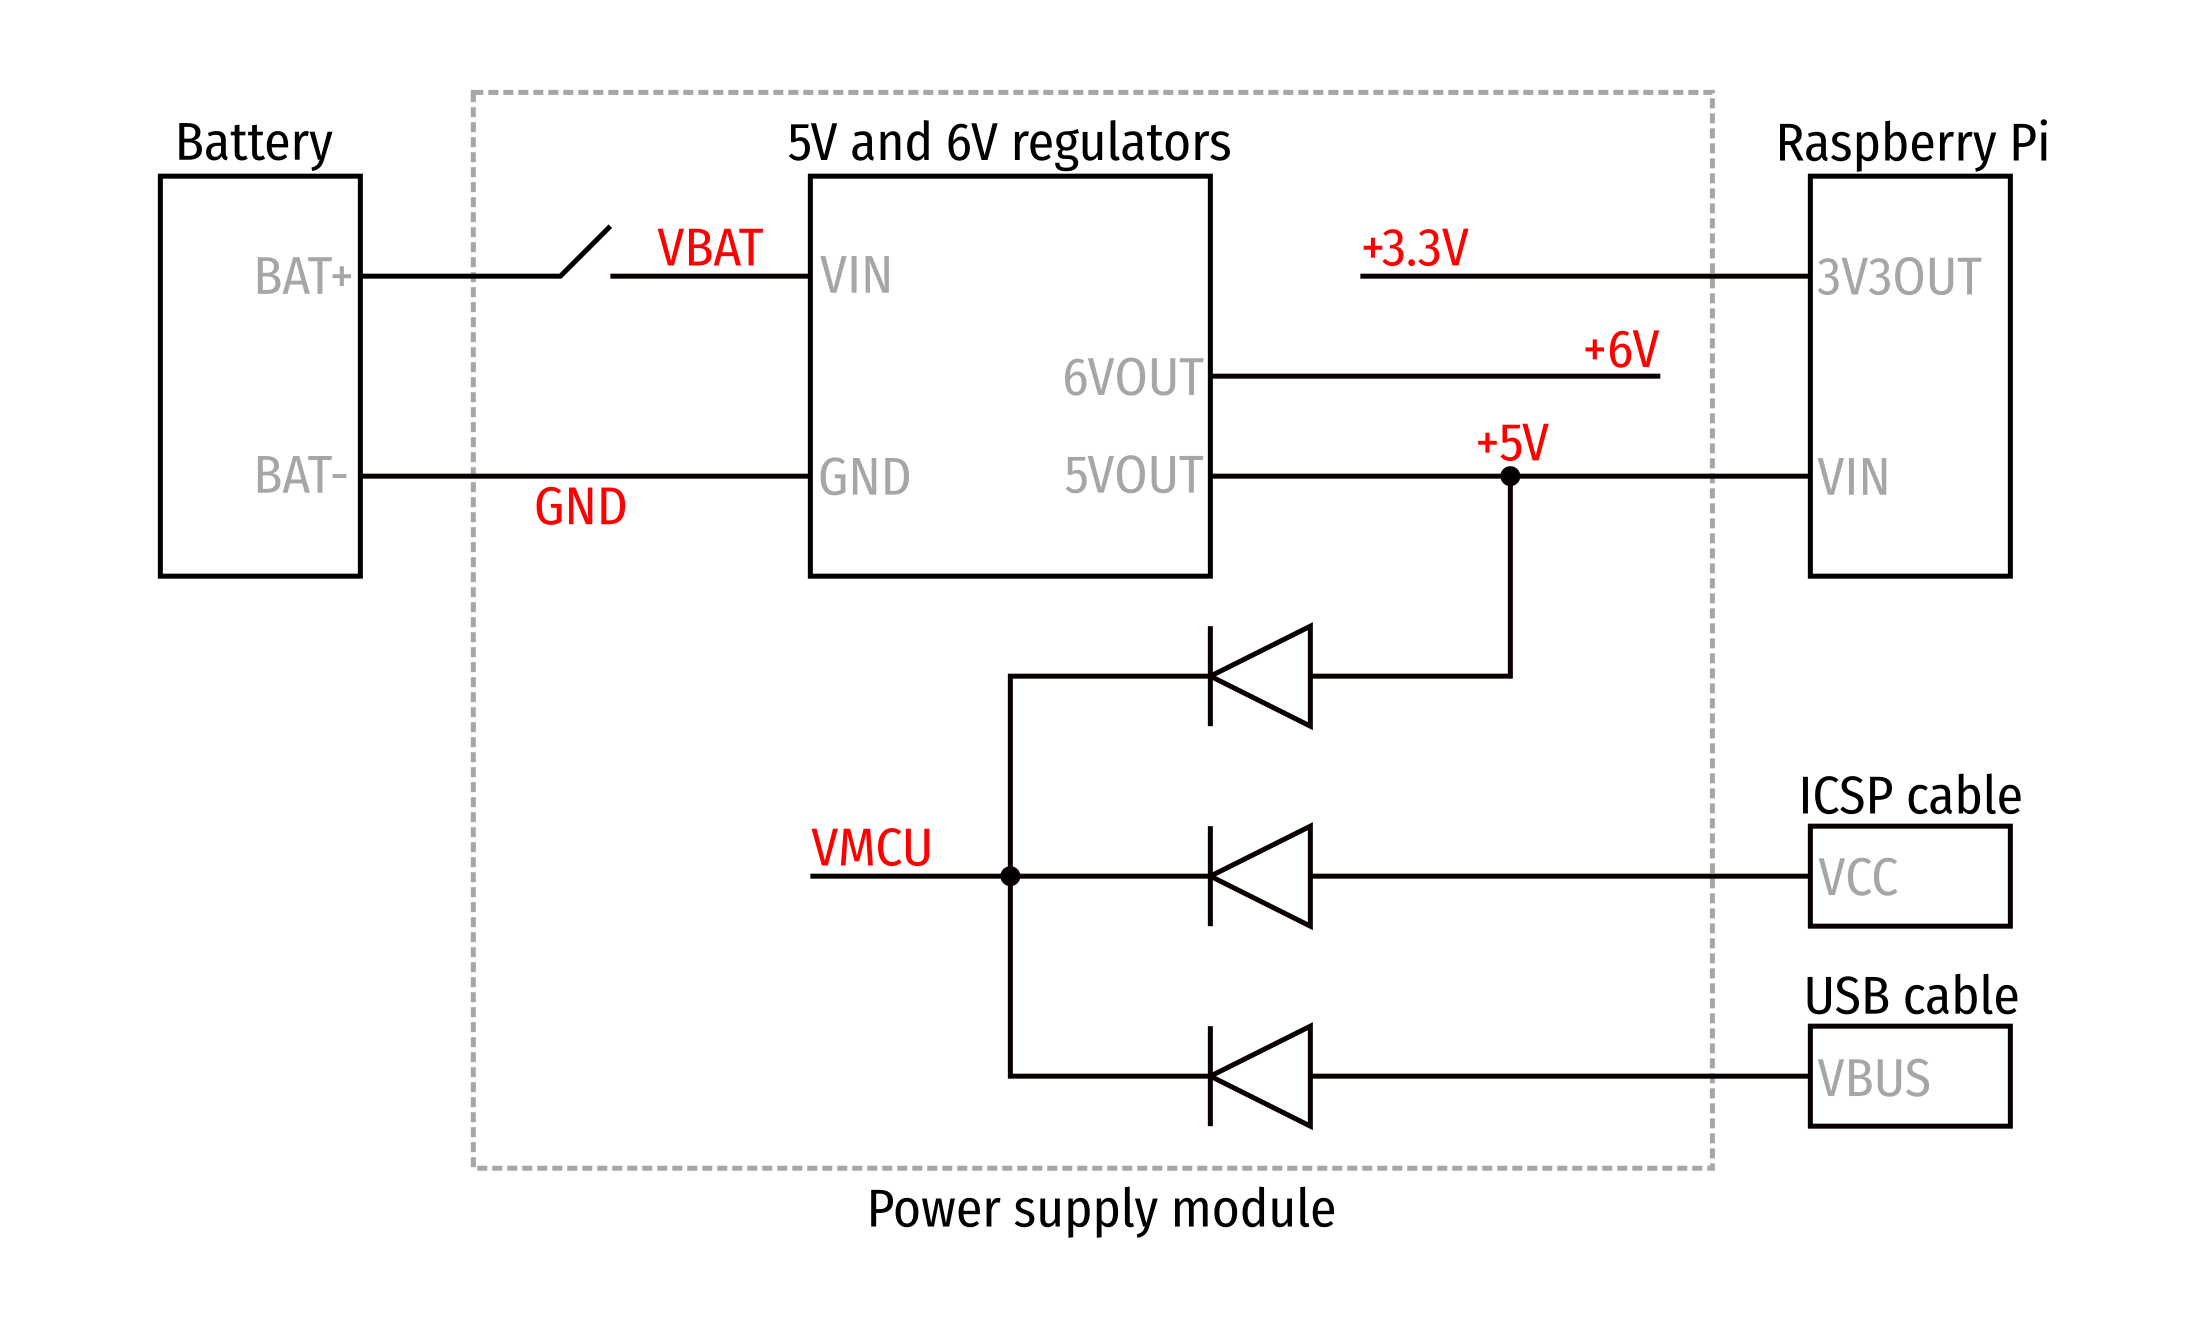 Battery
5V and 6V regulators
Raspberry Pi
VBAT
+3.3V
BAT+
VIN
3V3OUT
+6V
6VOUT
+5V
BAT-
GND
5VOUT
VIN
GND
ICSP cable
VMCU
VCC
USB cable
VBUS
Power supply module